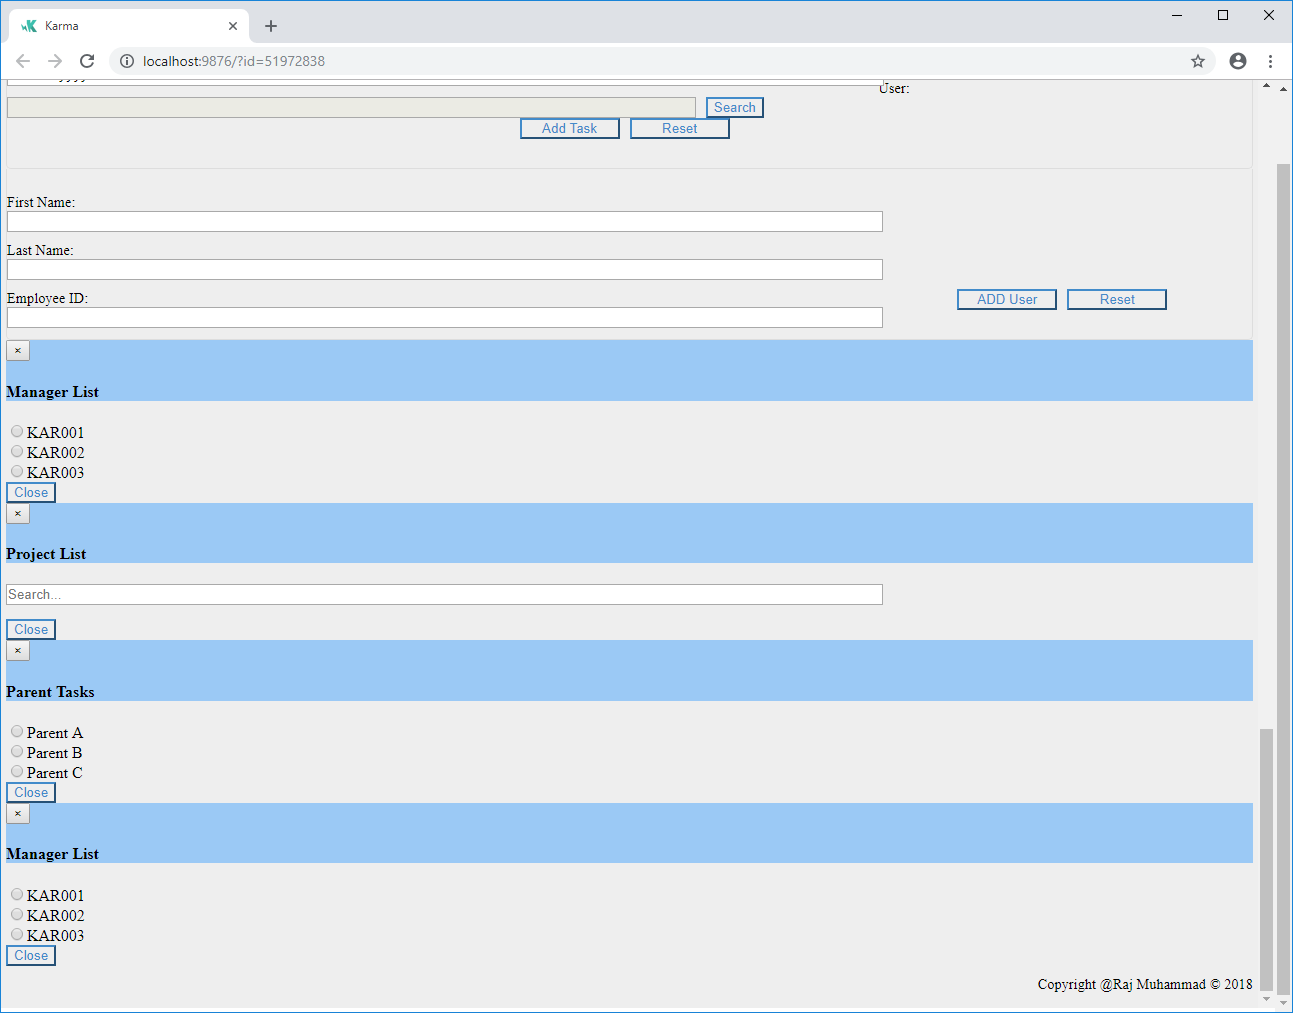 Karma
localhost:9876/?id=51972838
User:
Search
Add Task Reset
First Name:
Last Name:
Employee ID:
ADD User Reset
×
Manager List
KAR001
KAR002
KAR003
Close
×
Project List
Search...
Close
×
Parent Tasks
Parent A
Parent B
Parent C
Close
×
Manager List
KAR001
KAR002
KAR003
Close
Copyright @Raj Muhammad © 2018